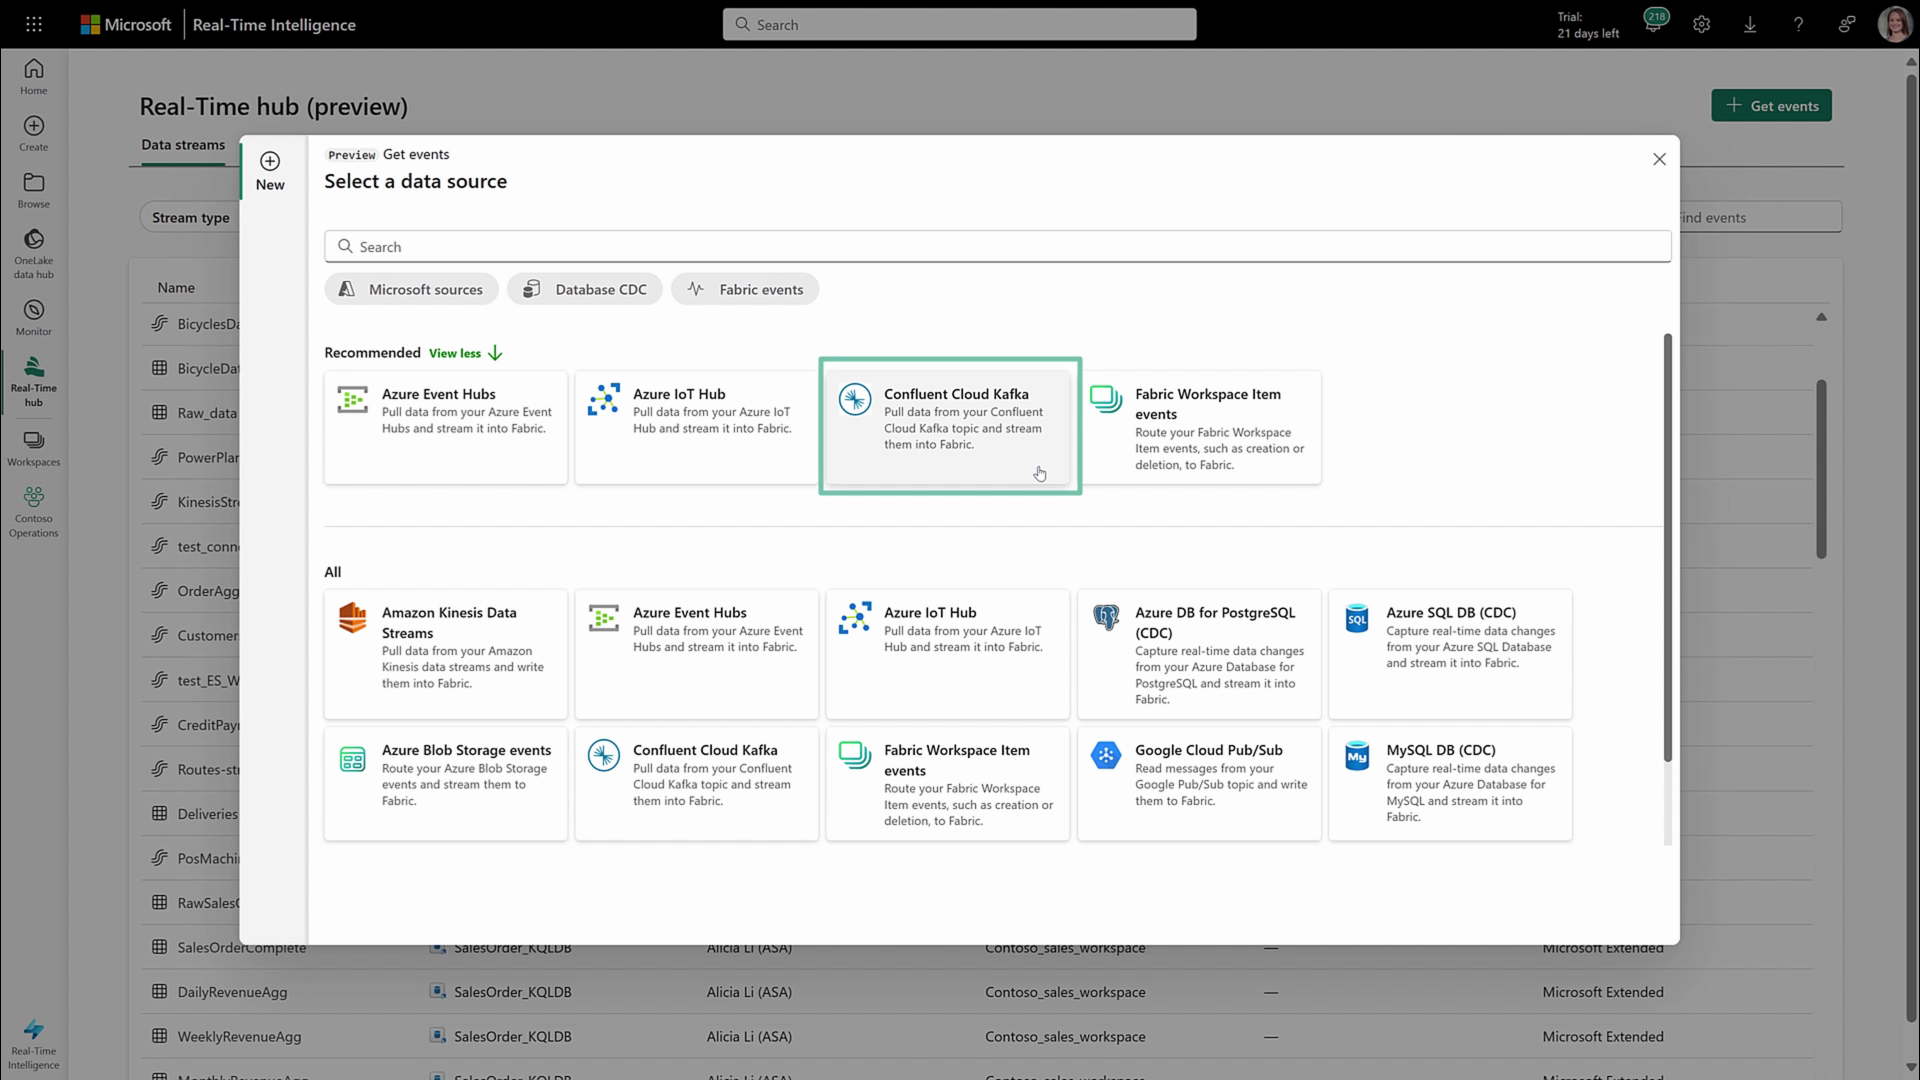 Microsoft
Real-Time Intelligence
Search
Trial:
21 days left
218
Home
Create
Browse
OneLake
data hub
Monitor
Real-Time
hub
Workspaces
Contoso
Operations
Real-Time
Intelligence
Real-Time hub (preview)
Get events
Data streams
Stream type
ind events
Name
BicyclesDa
BicycleDat
Raw_data
PowerPlan
KinesisStre
test_conn
OrderAgg
Customer
test_ES_W
CreditPay
Routes-str
Deliveries
PosMachi
RawSalesO
New
Preview Get events
Select a data source
Search
Microsoft sources
Database CDC
Fabric events
Recommended View less
Azure Event Hubs
Pull data from your Azure Event
Hubs and stream it into Fabric.
Azure IoT Hub
Pull data from your Azure IoT
Hub and stream it into Fabric.
Confluent Cloud Kafka
Pull data from your Confluent
Cloud Kafka topic and stream
them into Fabric.
Fabric Workspace Item
events
Route your Fabric Workspace
Item events, such as creation or
deletion, to Fabric.
All
Amazon Kinesis Data
Streams
Pull data from your Amazon
Kinesis data streams and write
them into Fabric.
Azure Event Hubs
Pull data from your Azure Event
Hubs and stream it into Fabric.
Azure IoT Hub
Pull data from your Azure IoT
Hub and stream it into Fabric.
Azure DB for PostgreSQL
(CDC)
Capture real-time data changes
from your Azure Database for
PostgreSQL and stream it into
Fabric.
SQL
Azure SQL DB (CDC)
Capture real-time data changes
from your Azure SQL Database
and stream it into Fabric.
Azure Blob Storage events
Route your Azure Blob Storage
events and stream them to
Fabric.
Confluent Cloud Kafka
Pull data from your Confluent
Cloud Kafka topic and stream
them into Fabric.
Fabric Workspace Item
events
Route your Fabric Workspace
Item events, such as creation or
deletion, to Fabric.
Google Cloud Pub/Sub
Read messages from your
Google Pub/Sub topic and write
them to Fabric.
My
MySQL DB (CDC)
Capture real-time data changes
from your Azure Database for
MySQL and stream it into
Fabric.
SalesOrderComplete SalesOrder_KQLDB Alicia Li (ASA) Contoso_sales_workspace — Microsoft Extended
DailyRevenueAgg SalesOrder_KQLDB Alicia Li (ASA) Contoso_sales_workspace — Microsoft Extended
WeeklyRevenueAgg SalesOrder_KQLDB Alicia Li (ASA) Contoso_sales_workspace — Microsoft Extended
MonthlyRevenueAgg SalesOrder_KQLDB Alicia Li (ASA) Contoso_sales_workspace Microsoft Extended